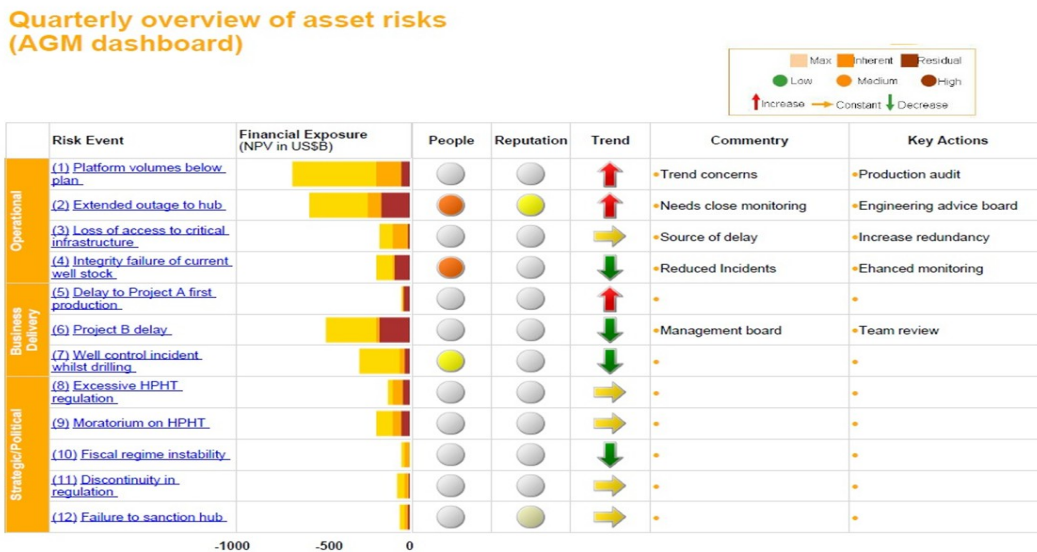 Quarterly overview of asset risks
(AGM dashboard)
Max Inherent Residual
Low Medium High
Increase Constant Decrease
Risk Event Financial Exposure People Reputation Trend Commentry Key Actions
(NPV in US$B)
Operational
(1) Platform volumes below
plan
•Trend concerns •Production audit
(2) Extended outage to hub •Needs close monitoring •Engineering advice board
(3) Loss of access to critical
infrastructure
•Source of delay •Increase redundancy
(4) Integrity failure of current
well stock
•Reduced Incidents •Ehanced monitoring
Business
Delivery
(5) Delay to Project A first
production
(6) Project B delay •Management board •Team review
(7) Well control incident
whilst drilling
Strategic/Political
(8) Excessive HPHT
regulation
(9) Moratorium on HPHT
(10) Fiscal regime instability
(11) Discontinuity in
regulation
(12) Failure to sanction hub
-1000 -500 0